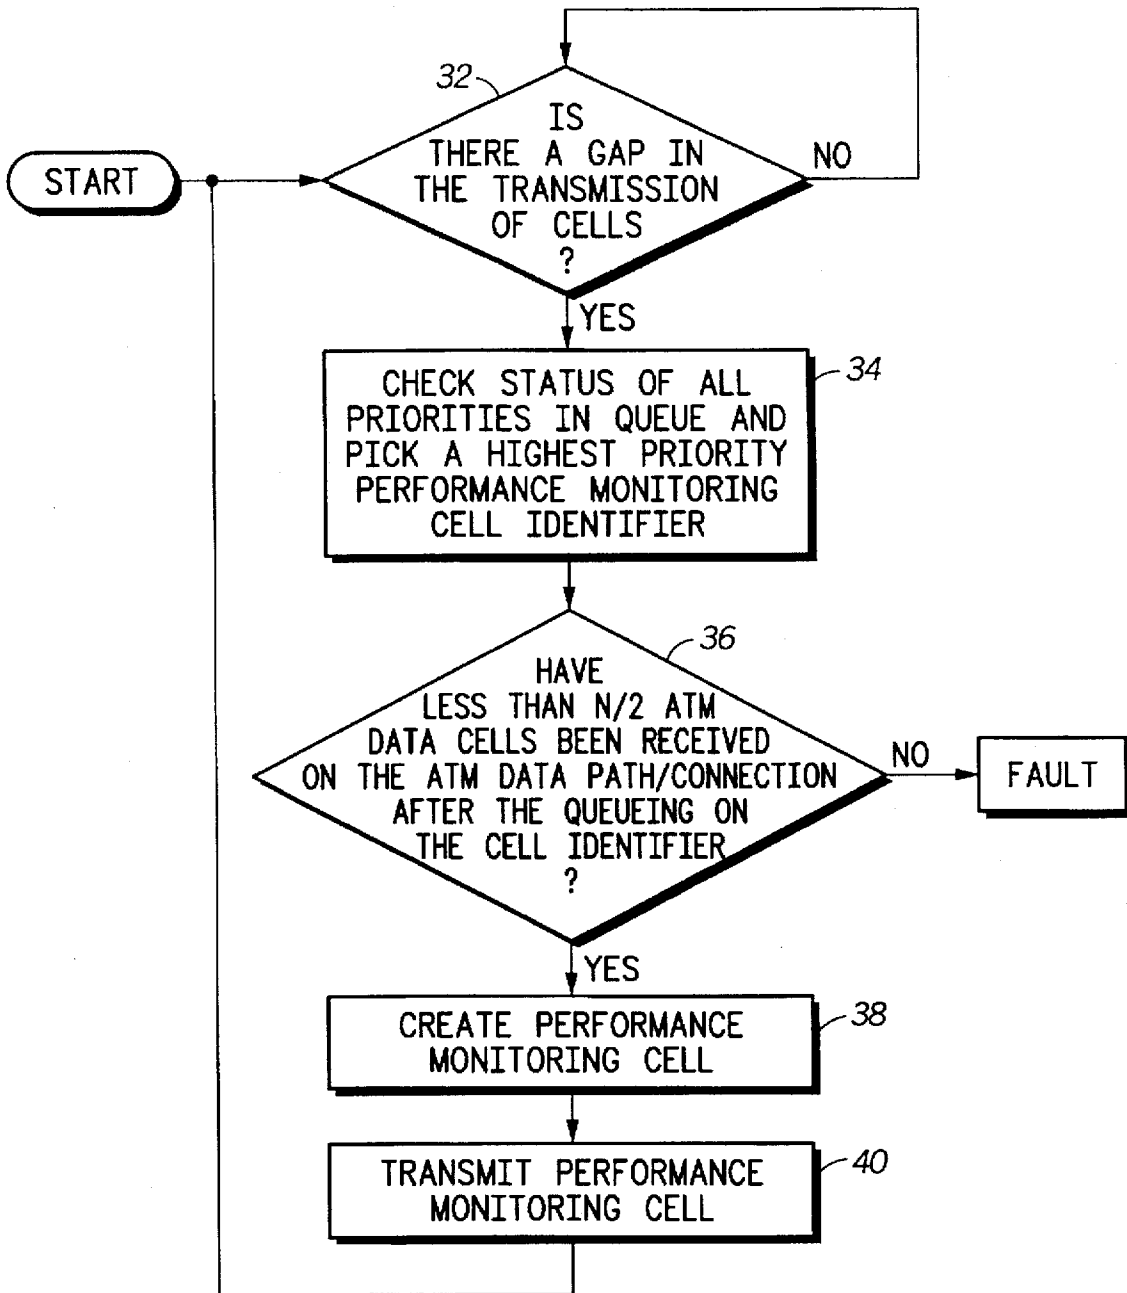 32
IS
THERE A GAP IN
THE TRANSMISSION
OF CELLS
?
NO
START
YES
34
CHECK STATUS OF ALL
PRIORITIES IN QUEUE AND
PICK A HIGHEST PRIORITY
PERFORMANCE MONITORING
CELL IDENTIFIER
36
HAVE
LESS THAN N/2 ATM
DATA CELLS BEEN RECEIVED
ON THE ATM DATA PATH/CONNECTION
AFTER THE QUEUEING ON
THE CELL IDENTIFIER
?
NO
FAULT
YES
38
CREATE PERFORMANCE
MONITORING CELL
40
TRANSMIT PERFORMANCE
MONITORING CELL